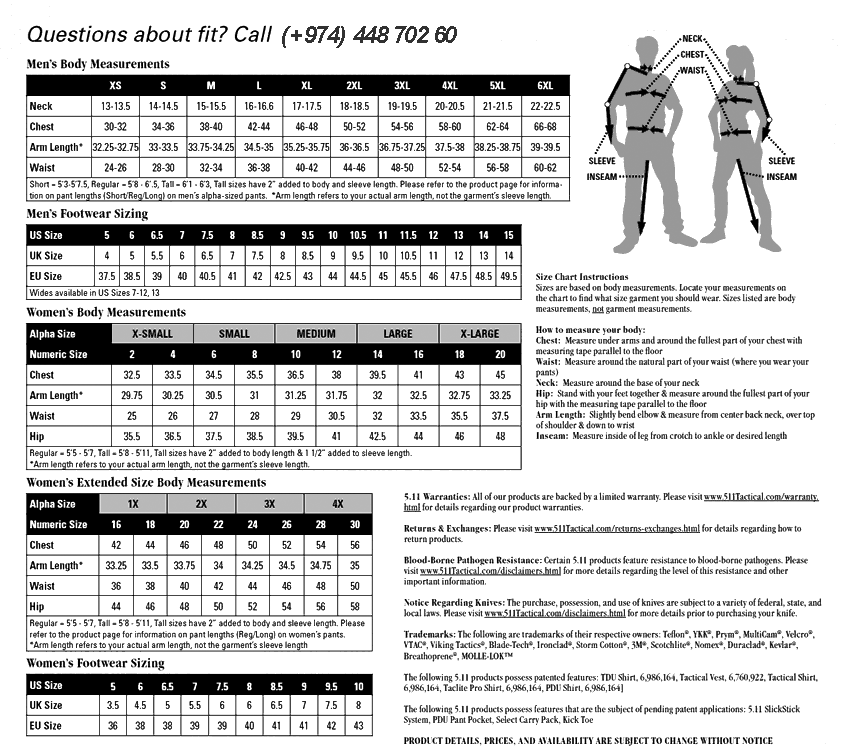 Questions about fit? Call (+974) 448 702 60
Men's Body Measurements
XS S M L XL 2XL 3XL 4XL 5XL 6XL
Neck 13-13.5 14-14.5 15-15.5 16-16.6 17-17.5 18-18.5 19-19.5 20-20.5 21-21.5 22-22.5
Chest 30-32 34-36 38-40 42-44 46-48 50-52 54-56 58-60 62-64 66-68
Arm Length* 32.25-32.75 33-33.5 33.75-34.25 34.5-35 35.25-35.75 36-36.5 36.75-37.25 37.5-38 38.25-38.75 39-39.5
Waist 24-26 28-30 32-34 36-38 40-42 44-46 48-50 52-54 56-58 60-62
Short = 5'3-5'7.5, Regular = 5'8 - 6'.5, Tall = 6'1 - 6'3, Tall sizes have 2" added to body and sleeve length. Please refer to the product page for informa-
tion on pant lengths (Short/Reg/Long) on men's alpha-sized pants. *Arm length refers to your actual arm length, not the garment's sleeve length.
NECK
CHEST
WAIST
SLEEVE
INSEAM
SLEEVE
INSEAM
Men's Footwear Sizing
US Size 5 6 6.5 7 7.5 8 8.5 9 9.5 10 10.5 11 11.5 12 13 14 15
UK Size 4 5 5.5 6 6.5 7 7.5 8 8.5 9 9.5 10 10.5 11 12 13 14
EU Size 37.5 38.5 39 40 40.5 41 42 42.5 43 44 44.5 45 45.5 46 47.5 48.5 49.5
Wides available in US Sizes 7-12, 13
Women's Body Measurements
Alpha Size X-SMALL SMALL MEDIUM LARGE X-LARGE
Numeric Size 2 4 6 8 10 12 14 16 18 20
Chest 32.5 33.5 34.5 35.5 36.5 38 39.5 41 43 45
Arm Length* 29.75 30.25 30.5 31 31.25 31.75 32 32.5 32.75 33.25
Waist 25 26 27 28 29 30.5 32 33.5 35.5 37.5
Hip 35.5 36.5 37.5 38.5 39.5 41 42.5 44 46 48
Regular = 5'5 - 5'7, Tall = 5'8 - 5'11, Tall sizes have 2" added to body length & 1 1/2" added to sleeve length.
*Arm length refers to your actual arm length, not the garment's sleeve length.
Size Chart Instructions
Sizes are based on body measurements. Locate your measurements on
the chart to find what size garment you should wear. Sizes listed are body
measurements, not garment measurements.
How to measure your body:
Chest: Measure under arms and around the fullest part of your chest with
measuring tape parallel to the floor
Waist: Measure around the natural part of your waist (where you wear your
pants)
Neck: Measure around the base of your neck
Hip: Stand with your feet together & measure around the fullest part of your
hip with the measuring tape parallel to the floor
Arm Length: Slightly bend elbow & measure from center back neck, over top
of shoulder & down to wrist
Inseam: Measure inside of leg from crotch to ankle or desired length
Women's Extended Size Body Measurements
Alpha Size 1X 2X 3X 4X
Numeric Size 16 18 20 22 24 26 28 30
Chest 42 44 46 48 50 52 54 56
Arm Length* 33.25 33.5 33.75 34 34.25 34.5 34.75 35
Waist 36 38 40 42 44 46 48 50
Hip 44 46 48 50 52 54 56 58
Regular = 5'5 - 5'7, Tall = 5'8 - 5'11, Tall sizes have 2" added to body and sleeve length. Please
refer to the product page for information on pant lengths (Reg/Long) on women's pants.
*Arm length refers to your actual arm length, not the garment's sleeve length
Women's Footwear Sizing
US Size 5 6 6.5 7 7.5 8 8.5 9 9.5 10
UK Size 3.5 4.5 5 5.5 6 6 6.5 7 7.5 8
EU Size 36 38 38 39 39 40 41 41 42 43
5.11 Warranties: All of our products are backed by a limited warranty. Please visit www.511Tactical.com/warranty.
html for details regarding our product warranties.
Returns & Exchanges: Please visit www.511Tactical.com/returns-exchanges.html for details regarding how to
return products.
Blood-Borne Pathogen Resistance: Certain 5.11 products feature resistance to blood-borne pathogens. Please
visit www.511Tactical.com/disclaimers.html for more details regarding the level of this resistance and other
important information.
Notice Regarding Knives: The purchase, possession, and use of knives are subject to a variety of federal, state, and
local laws. Please visit www.511Tactical.com/disclaimers.html for more details prior to purchasing your knife.
Trademarks: The following are trademarks of their respective owners: Teflon®, YKK®, Prym®, MultiCam®, Velcro®,
VTAC®, Viking Tactics®, Blade-Tech®, Ironclad®, Storm Cotton®, 3M®, Scotchlite®, Nomex®, Duraclad®, Kevlar®,
Breathoprene®, MOLLE-LOK™
The following 5.11 products possess patented features: TDU Shirt, 6,986,164, Tactical Vest, 6,760,922, Tactical Shirt,
6,986,164, Taclite Pro Shirt, 6,986,164, PDU Shirt, 6,986,164]
The following 5.11 products possess features that are the subject of pending patent applications: 5.11 SlickStick
System, PDU Pant Pocket, Select Carry Pack, Kick Toe
PRODUCT DETAILS, PRICES, AND AVAILABILITY ARE SUBJECT TO CHANGE WITHOUT NOTICE